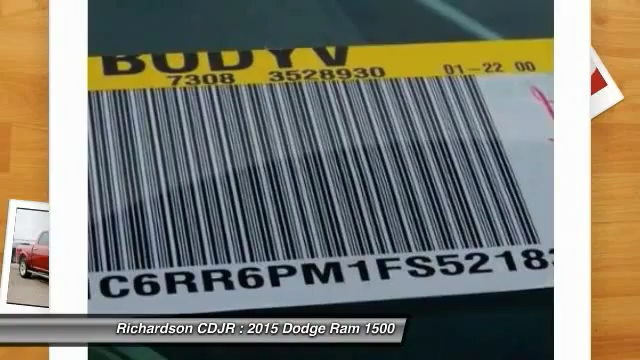 BODYV
7308 3528930 01-22 00
1C6RR6PM1FS52183
Richardson CDJR : 2015 Dodge Ram 1500